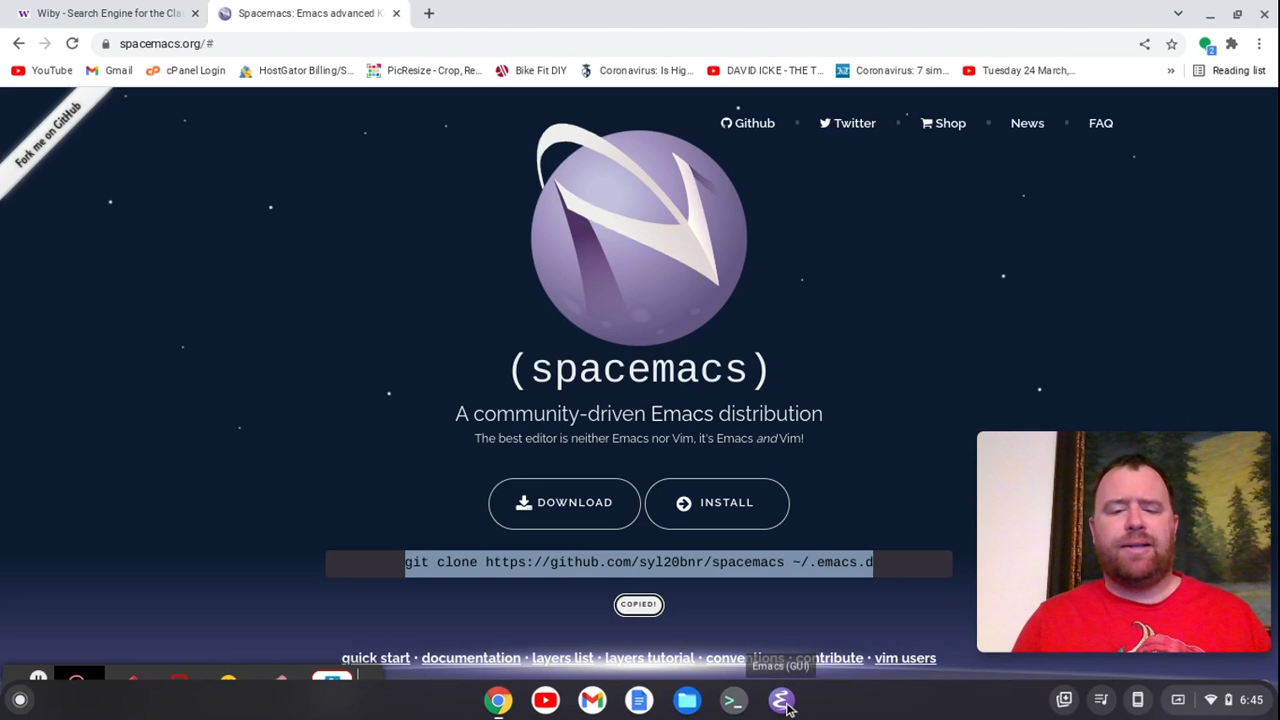 Wiby - Search Engine for the Cla
Spacemacs: Emacs advanced K
spacemacs.org/#
2
YouTube
Gmail
cPanel Login
HostGator Billing/S...
PicResize - Crop, Re...
Bike Fit DIY
Coronavirus: Is Hig...
DAVID ICKE - THE T...
Coronavirus: 7 sim...
Tuesday 24 March,...
»
Reading list
Fork me on GitHub
Github
Twitter
Shop
News
FAQ
(spacemacs)
A community-driven Emacs distribution
The best editor is neither Emacs nor Vim, it's Emacs and Vim!
DOWNLOAD
INSTALL
git clone https://github.com/syl20bnr/spacemacs ~/.emacs.d
COPIED!
quick start · documentation · layers list · layers tutorial · conventions · contribute · vim users
Emacs (GUI)
6:45